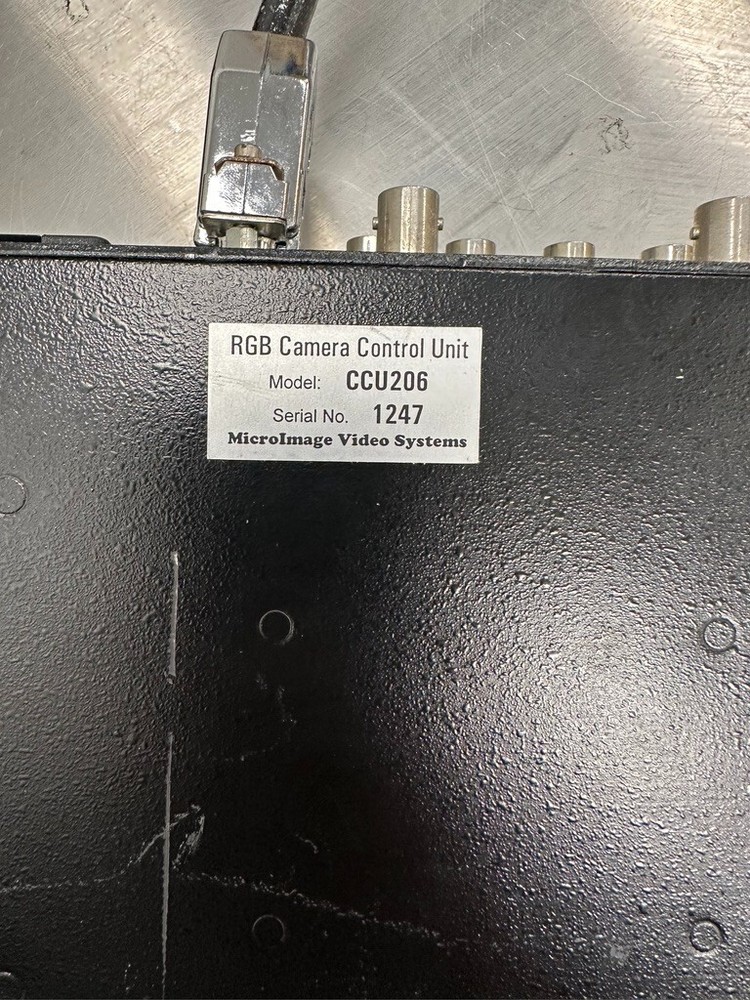 RGB Camera Control Unit
Model: CCU206
Serial No. 1247
MicroImage Video Systems